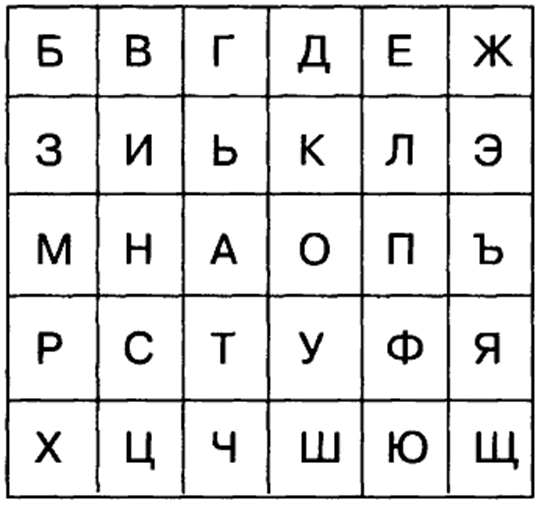 Б В Г Д Е Ж
З И Ь К Л Э
М Н А О П Ъ
Р С Т У Ф Я
Х Ц Ч Ш Ю Щ